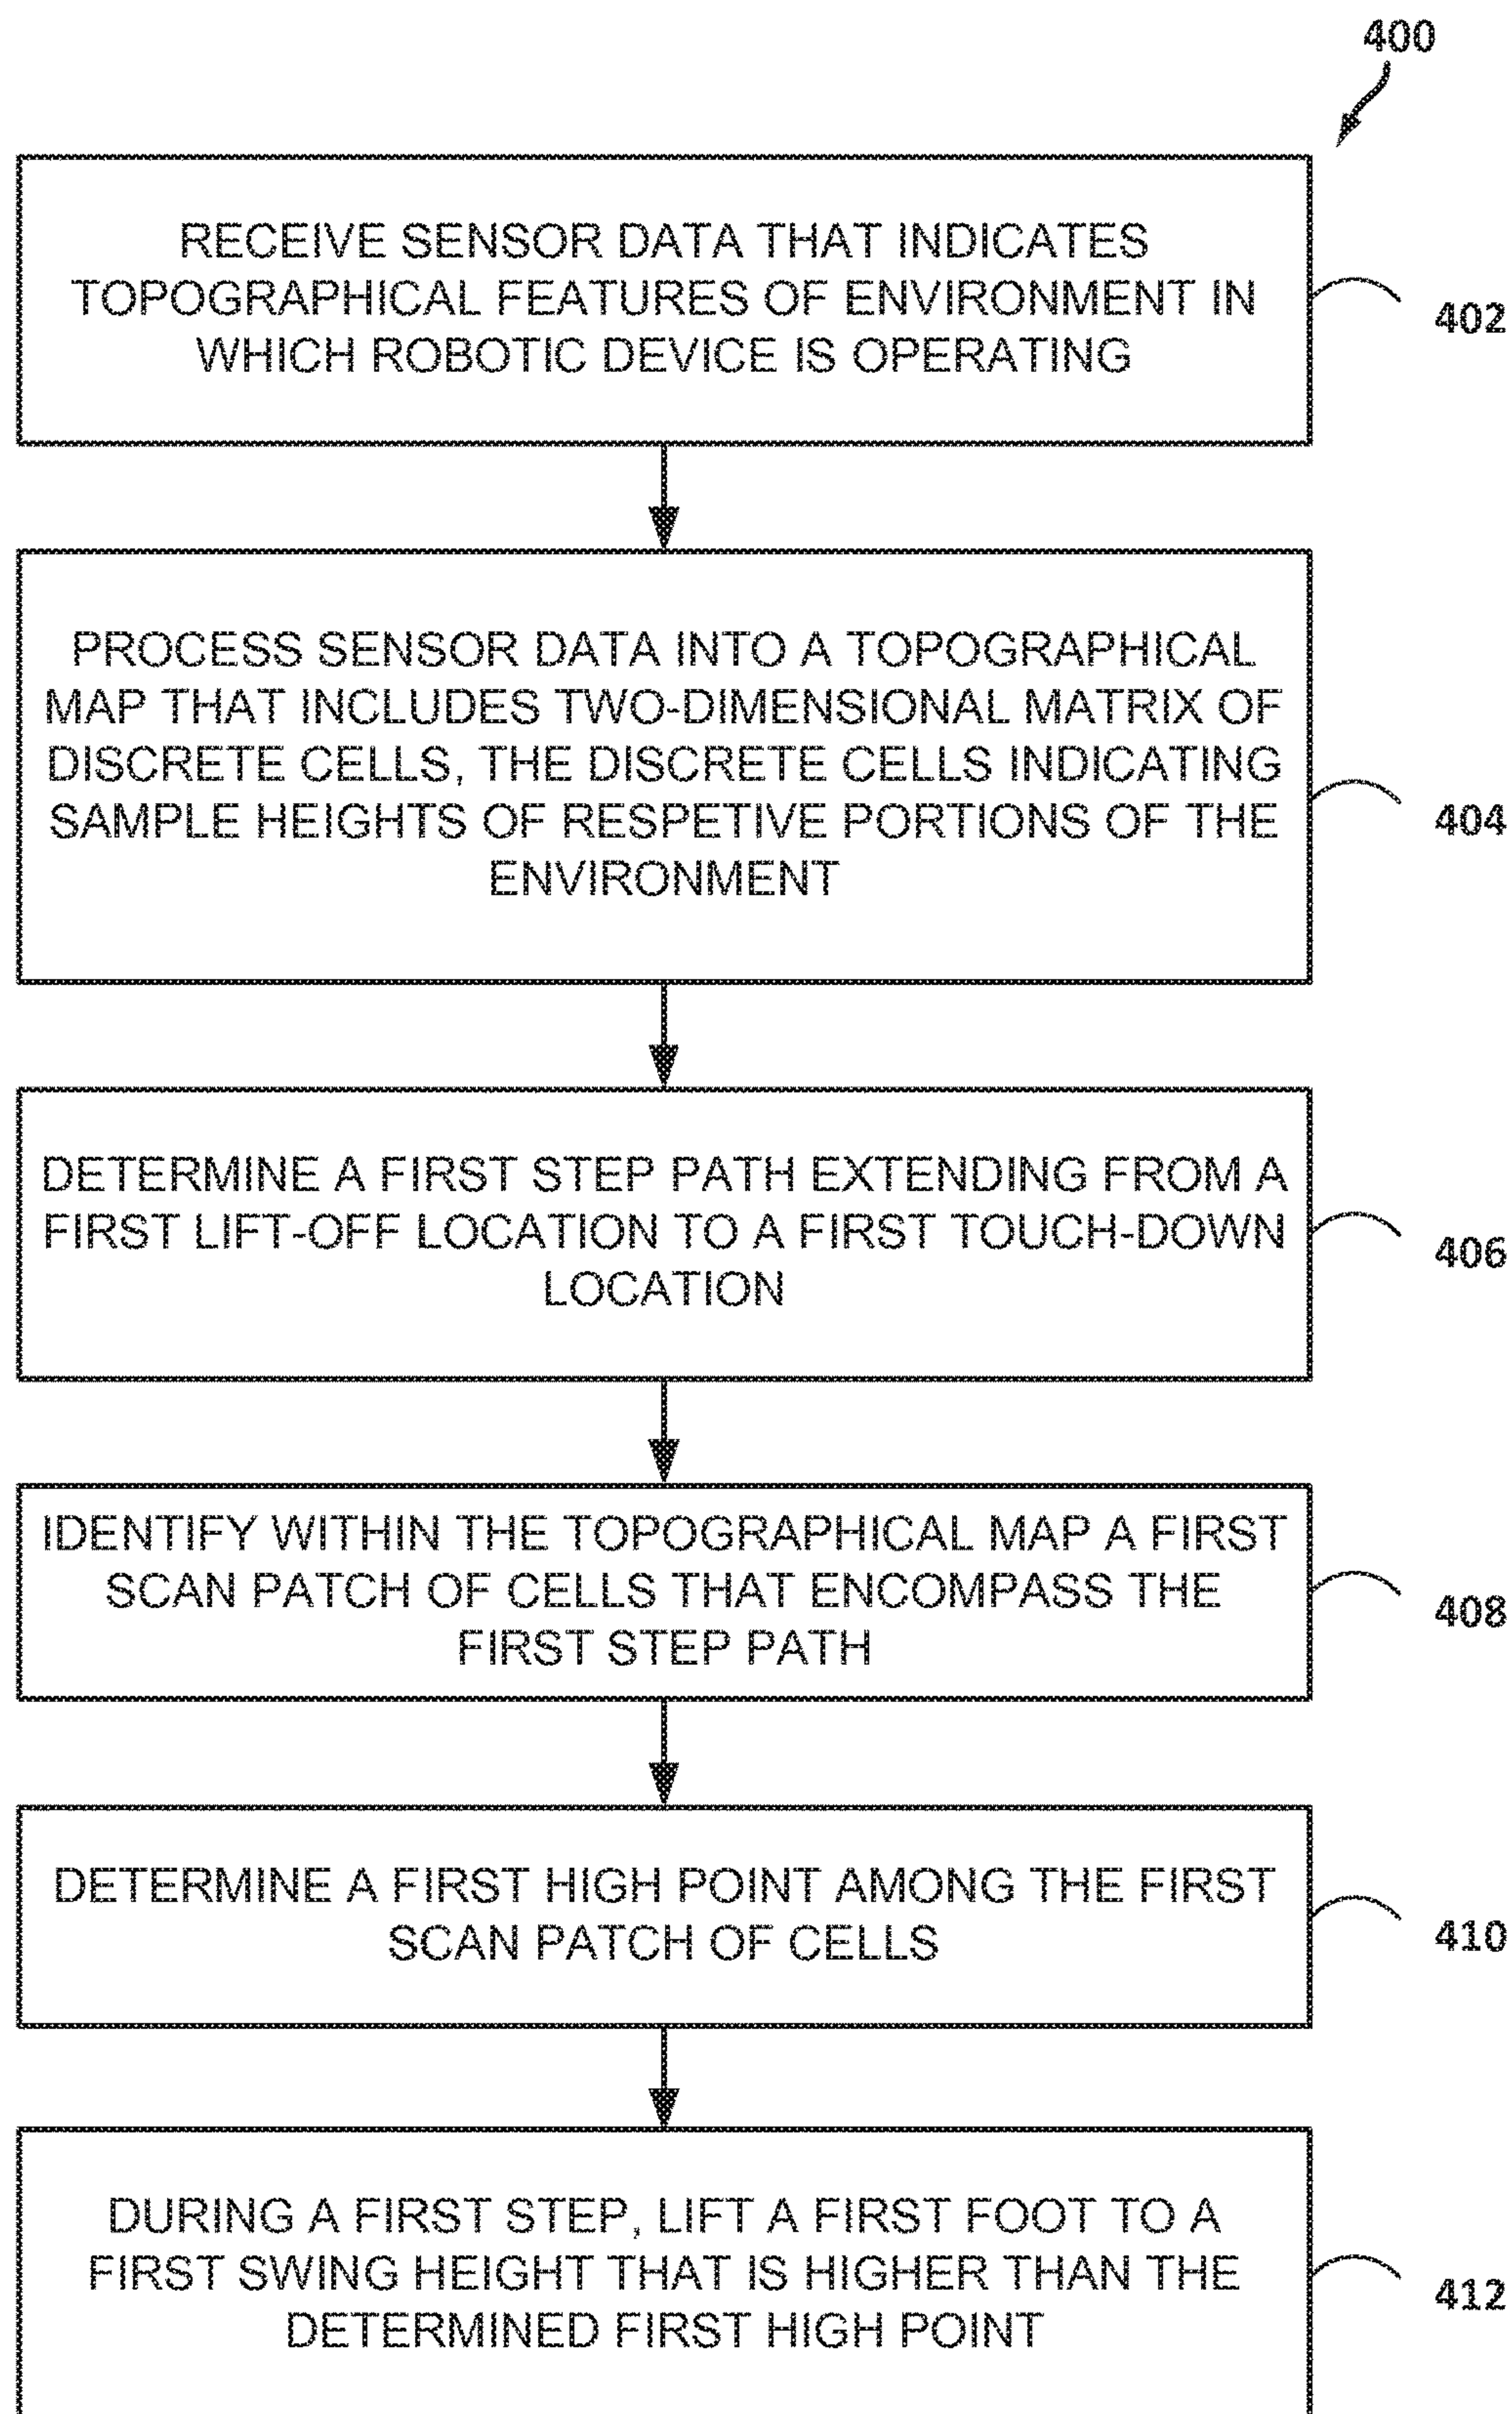 400
RECEIVE SENSOR DATA THAT INDICATES
TOPOGRAPHICAL FEATURES OF ENVIRONMENT IN
WHICH ROBOTIC DEVICE IS OPERATING
402
PROCESS SENSOR DATA INTO A TOPOGRAPHICAL
MAP THAT INCLUDES TWO-DIMENSIONAL MATRIX OF
DISCRETE CELLS, THE DISCRETE CELLS INDICATING
SAMPLE HEIGHTS OF RESPETIVE PORTIONS OF THE
ENVIRONMENT
404
DETERMINE A FIRST STEP PATH EXTENDING FROM A
FIRST LIFT-OFF LOCATION TO A FIRST TOUCH-DOWN
LOCATION
406
IDENTIFY WITHIN THE TOPOGRAPHICAL MAP A FIRST
SCAN PATCH OF CELLS THAT ENCOMPASS THE
FIRST STEP PATH
408
DETERMINE A FIRST HIGH POINT AMONG THE FIRST
SCAN PATCH OF CELLS
410
DURING A FIRST STEP, LIFT A FIRST FOOT TO A
FIRST SWING HEIGHT THAT IS HIGHER THAN THE
DETERMINED FIRST HIGH POINT
412